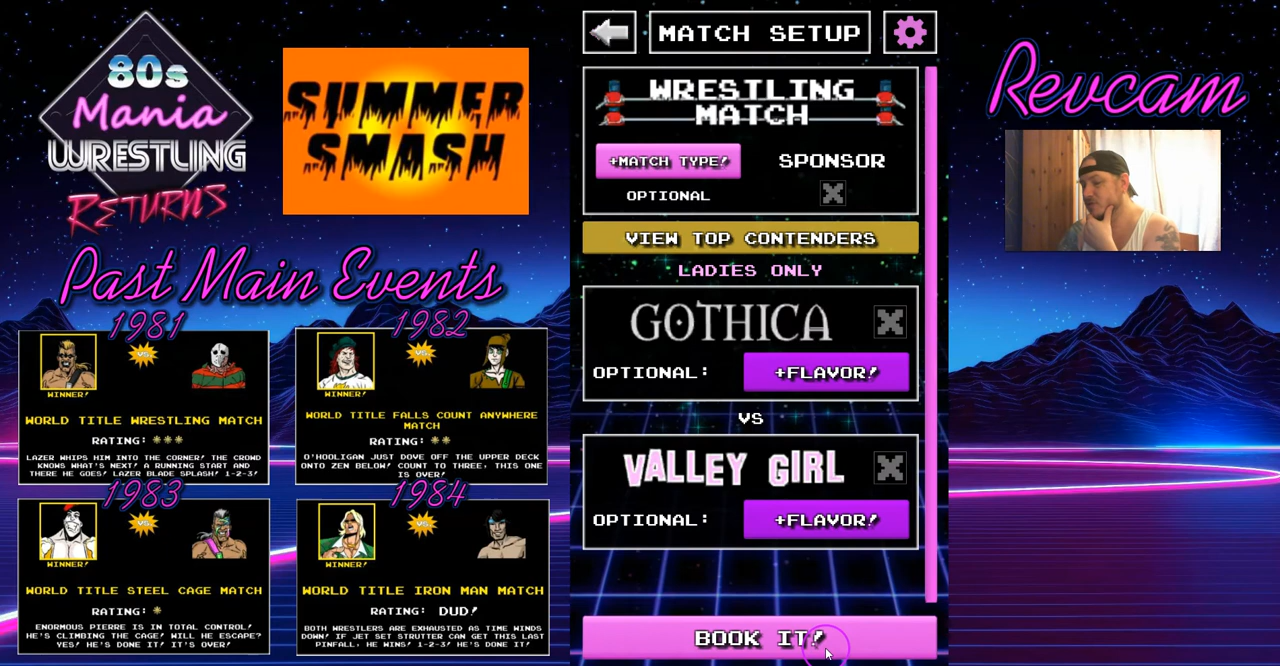 80s
Mania
WRESTLING
RETURNS
SUMMER
SMASH
Past Main Events
1981
VS
WINNER!
WORLD TITLE WRESTLING MATCH
RATING: ***
LAZER WHIPS HIM INTO THE CORNER! THE CROWD
KNOWS WHAT'S NEXT! A RUNNING START AND
THERE HE GOES! LAZER BLADE SPLASH! 1-2-3!
1982
VS
WINNER!
WORLD TITLE FALLS COUNT ANYWHERE
MATCH
RATING: **
O'HOOLIGAN JUST DOVE OFF THE UPPER DECK
ONTO ZEN BELOW! COUNT TO THREE, THIS ONE
IS OVER!
1983
VS
WINNER!
WORLD TITLE STEEL CAGE MATCH
RATING: *
ENORMOUS PIERRE IS IN TOTAL CONTROL!
HE'S CLIMBING THE CAGE! WILL HE ESCAPE?
YES! HE'S DONE IT! IT'S OVER!
1984
VS
WINNER!
WORLD TITLE IRON MAN MATCH
RATING: DUD!
BOTH WRESTLERS ARE EXHAUSTED AS TIME WINDS
DOWN! IF JET SET STRUTTER CAN GET THIS LAST
PINFALL, HE WINS! 1-2-3! HE'S DONE IT!
MATCH SETUP
WRESTLING
MATCH
+MATCH TYPE!
SPONSOR
OPTIONAL
VIEW TOP CONTENDERS
LADIES ONLY
GOTHICA
OPTIONAL:
+FLAVOR!
VS
VALLEY GIRL
OPTIONAL:
+FLAVOR!
BOOK IT!
Revcam